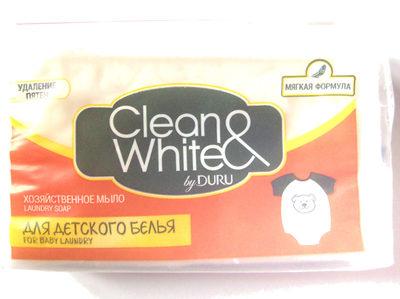 УДАЛЕНИЕ
ПЯТЕН
МЯГКАЯ ФОРМУЛА
Clean &
White
by DURU
ХОЗЯЙСТВЕННОЕ МЫЛО
LAUNDRY SOAP
ДЛЯ ДЕТСКОГО БЕЛЬЯ
FOR BABY LAUNDRY